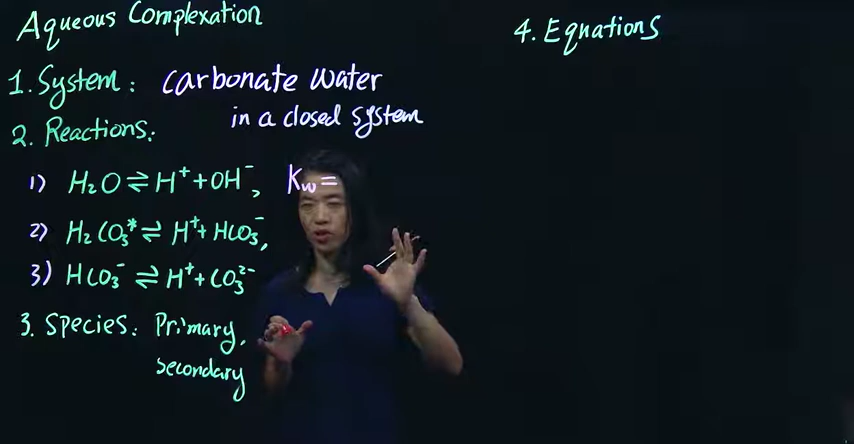 Aqueous Complexation
1. System: Carbonate Water
in a closed system
2. Reactions:
1) H₂O ⇌ H⁺ + OH⁻, Kw =
2) H₂CO₃* ⇌ H⁺ + HCO₃⁻,
3) HCO₃⁻ ⇌ H⁺ + CO₃²⁻
3. Species: Primary,
secondary
4. Equations